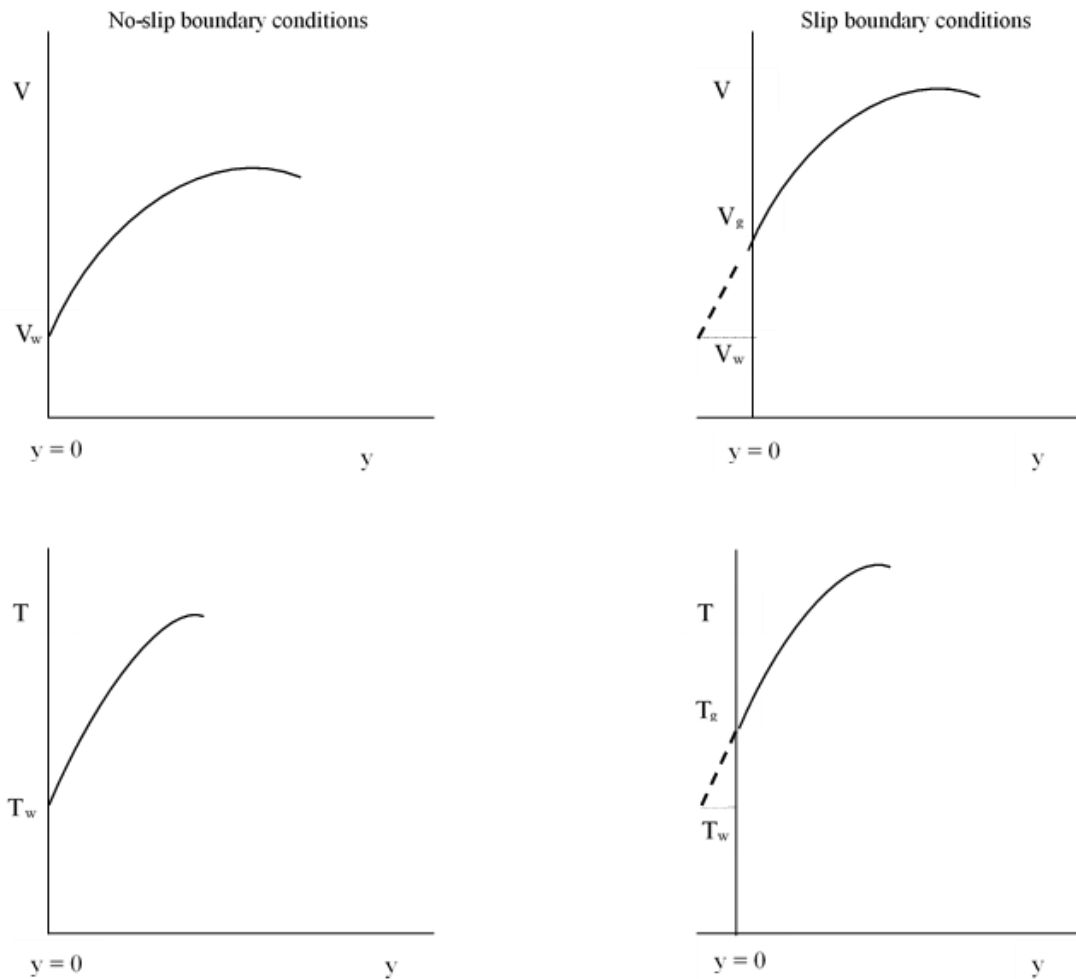 No-slip boundary conditions
V
V_w
y = 0
y
Slip boundary conditions
V
V_g
V_w
y = 0
y
T
T_w
y = 0
y
T
T_g
T_w
y = 0
y